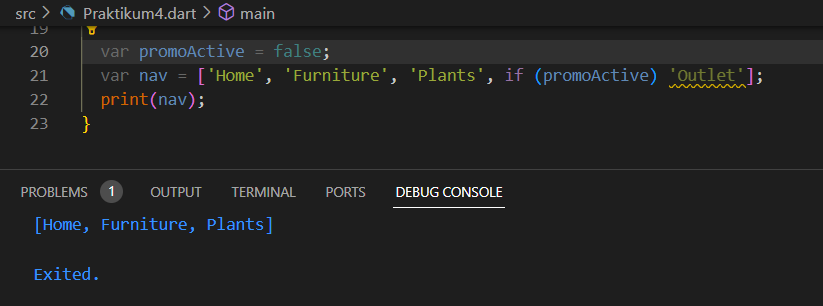 src > Praktikum4.dart > main
19
20 var promoActive = false;
21 var nav = ['Home', 'Furniture', 'Plants', if (promoActive) 'Outlet'];
22 print(nav);
23 }
PROBLEMS 1 OUTPUT TERMINAL PORTS DEBUG CONSOLE
[Home, Furniture, Plants]
Exited.